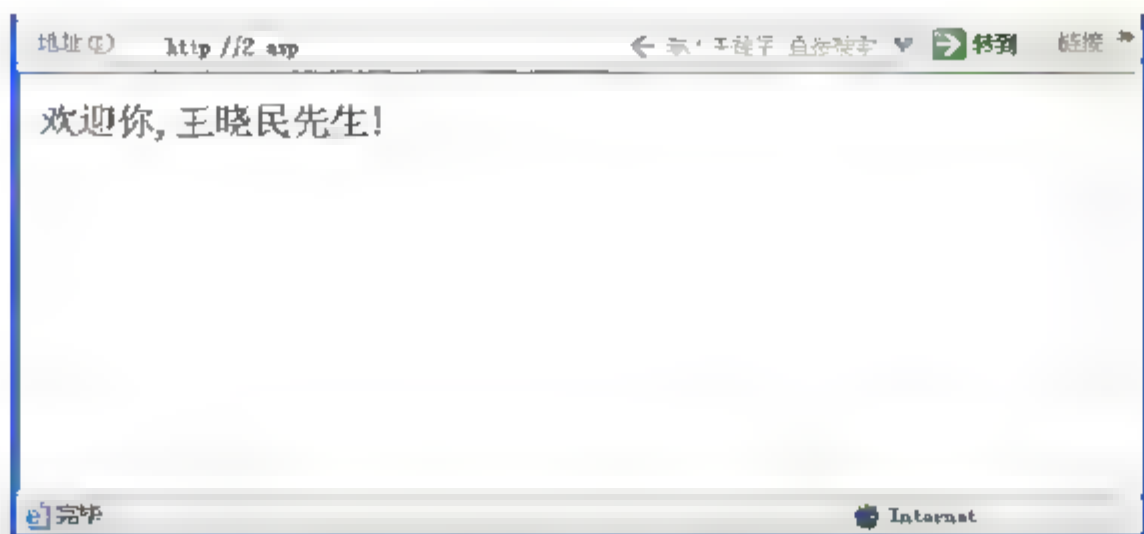 地址(D) http //2 asp ← 转到 链接 »
欢迎你,王晓民先生!
完毕 Internet